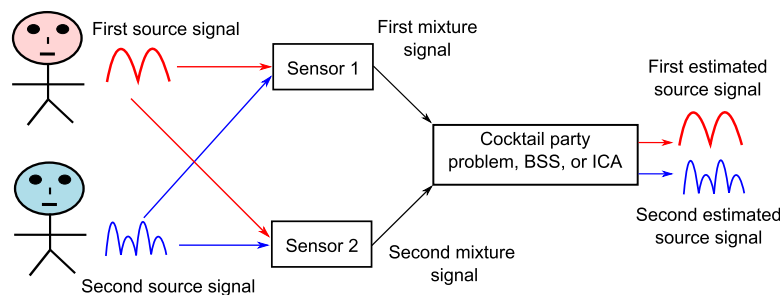 First source signal
Second source signal
Sensor 1
Sensor 2
First mixture
signal
Second mixture
signal
Cocktail party
problem, BSS, or ICA
First estimated
source signal
Second estimated
source signal